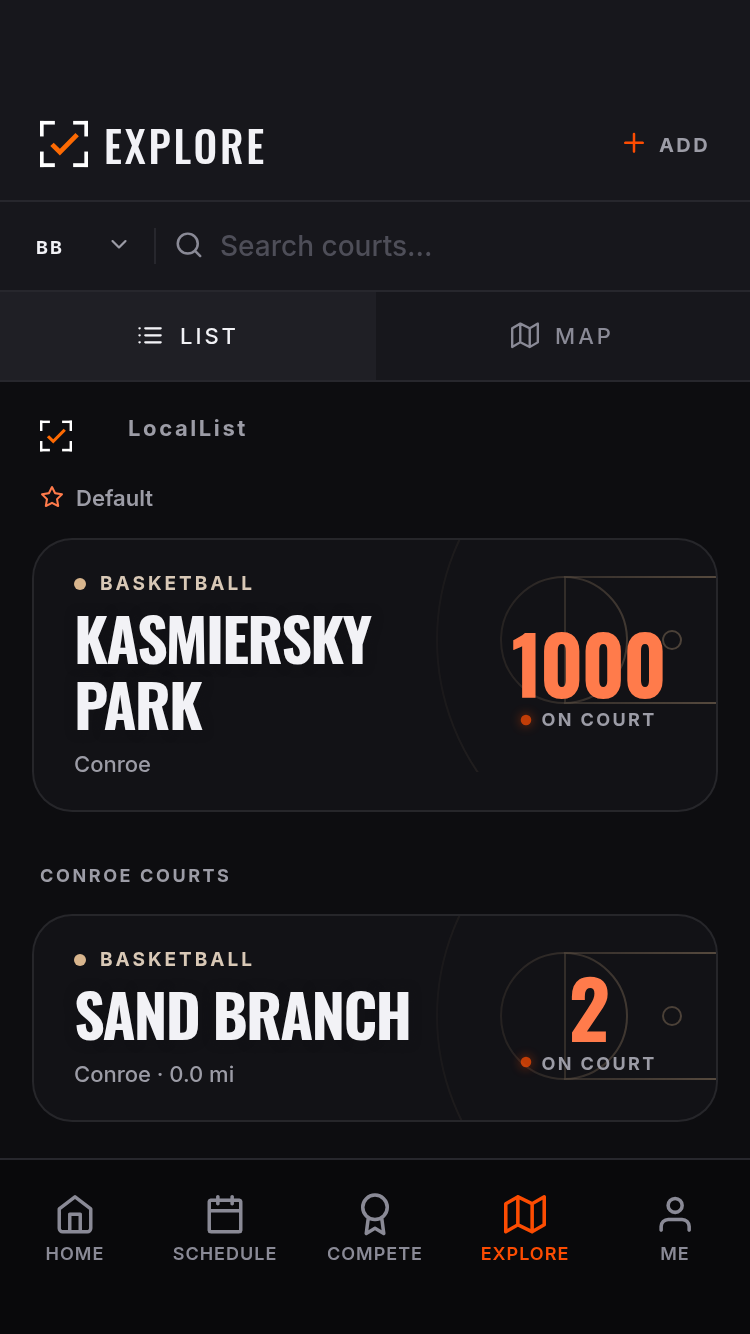 EXPLORE
ADD
BB
Search courts...
LIST
MAP
LocalList
Default
BASKETBALL
KASMIERSKY
PARK
Conroe
1000
ON COURT
CONROE COURTS
BASKETBALL
SAND BRANCH
Conroe · 0.0 mi
2
ON COURT
HOME
SCHEDULE
COMPETE
EXPLORE
ME